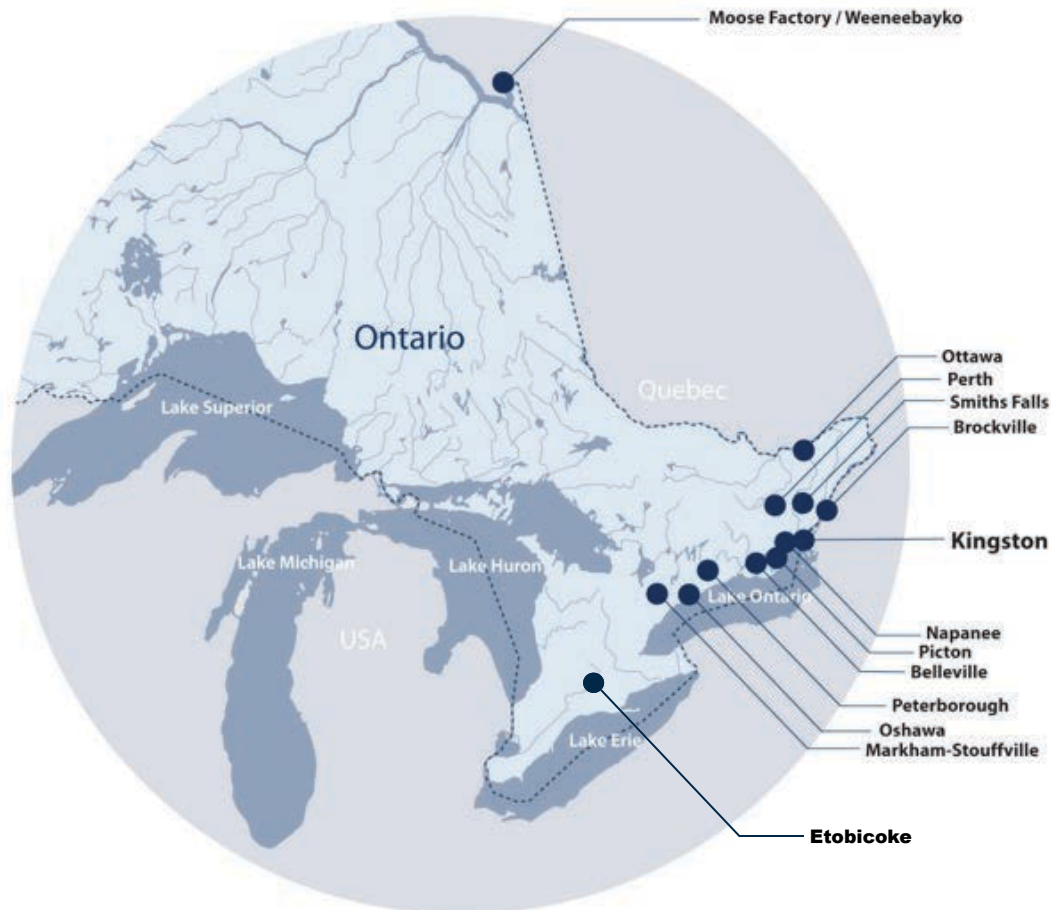 Moose Factory / Weeneebayko
Ontario
Quebec
Ottawa
Perth
Smiths Falls
Brockville
Lake Superior
Kingston
Lake Michigan
Lake Huron
Lake Ontario
USA
Napanee
Picton
Belleville
Peterborough
Oshawa
Markham-Stouffville
Lake Erie
Etobicoke